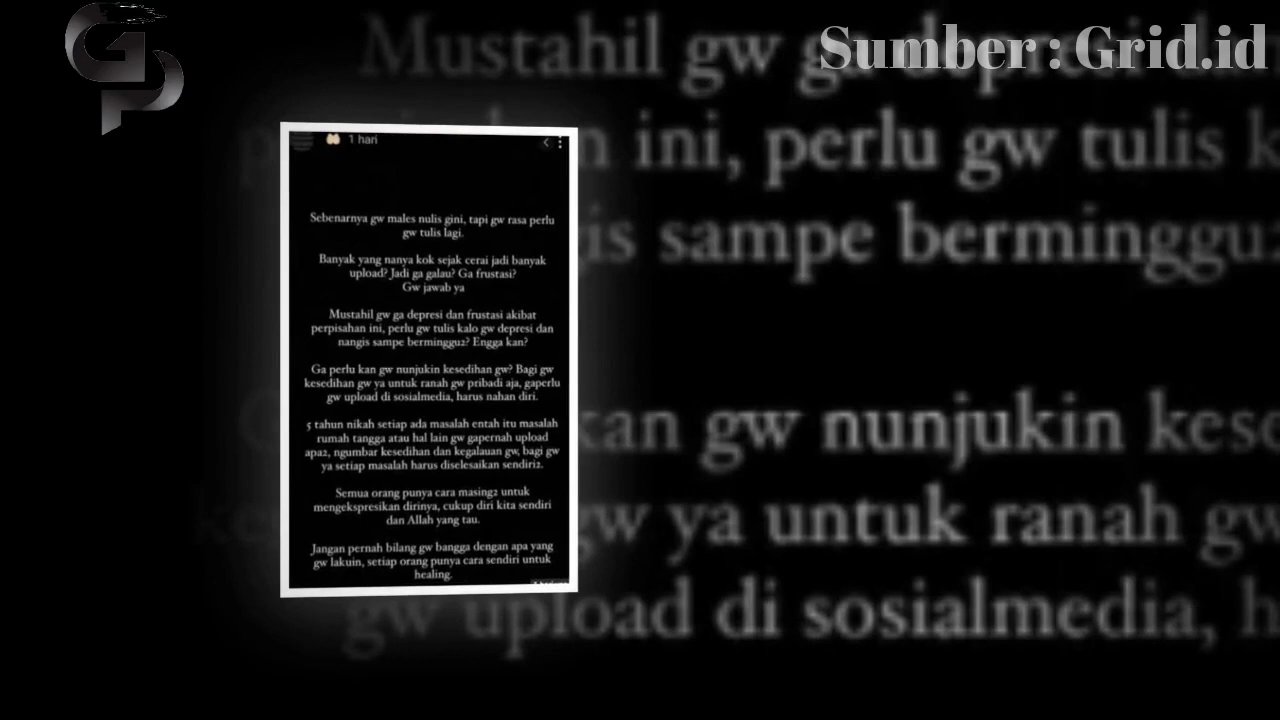 Sumber : Grid.id
GP
1 hari
Sebenarnya gw males nulis gini, tapi gw rasa perlu
gw tulis lagi.
Banyak yang nanya kok sejak cerai jadi banyak
upload? Jadi ga galau? Ga frustasi?
Gw jawab ya
Mustahil gw ga depresi dan frustasi akibat
perpisahan ini, perlu gw tulis kalo gw depresi dan
nangis sampe berminggu2? Engga kan?
Ga perlu kan gw nunjukin kesedihan gw? Bagi gw
kesedihan gw ya untuk ranah gw pribadi aja, gaperlu
gw upload di sosialmedia, harus nahan diri.
5 tahun nikah setiap ada masalah entah itu masalah
rumah tangga atau hal lain gw gapernah upload
apa2, ngumbar kesedihan dan kegalauan gw, bagi gw
ya setiap masalah harus diselesaikan sendiri2.
Semua orang punya cara masing2 untuk
mengekspresikan dirinya, cukup diri kita sendiri
dan Allah yang tau.
Jangan pernah bilang gw bangga dengan apa yang
gw lakuin, setiap orang punya cara sendiri untuk
healing.
Mustahil gw ga depresi
ini, perlu gw tulis
sampe berminggu2
kan gw nunjukin kese
gw ya untuk ranah gw
gw upload di sosialmedia, h